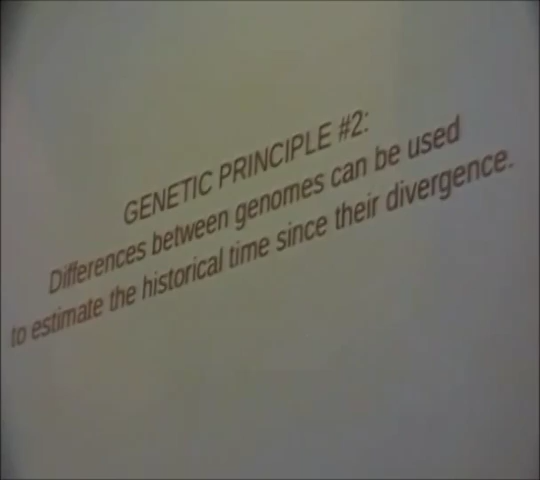 GENETIC PRINCIPLE #2:
Differences between genomes can be used
to estimate the historical time since their divergence.